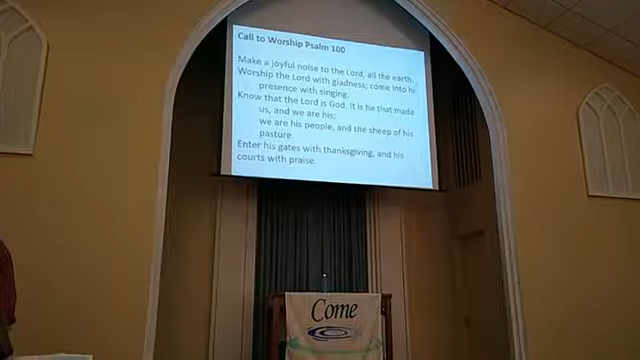 Call to Worship Psalm 100
Make a joyful noise to the Lord, all the earth.
Worship the Lord with gladness; come into his
presence with singing.
Know that the Lord is God. It is he that made
us, and we are his;
we are his people, and the sheep of his
pasture.
Enter his gates with thanksgiving, and his
courts with praise.
Come